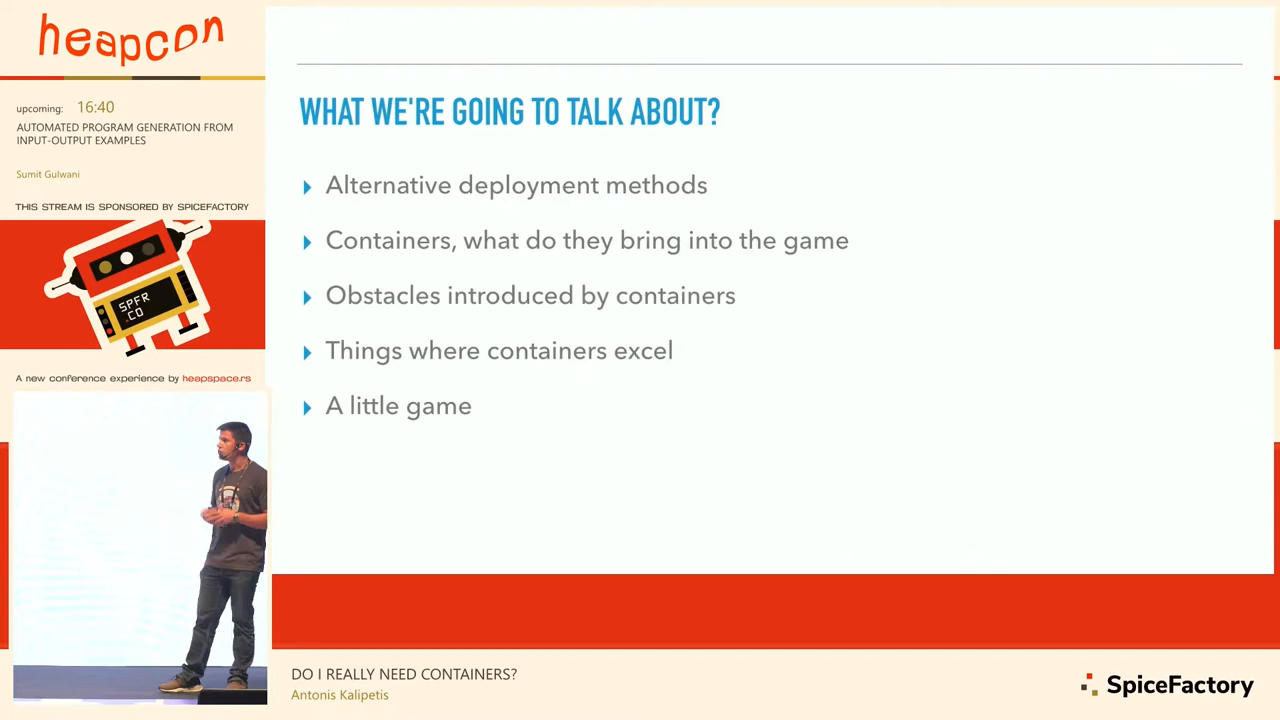 heapcon
upcoming: 16:40
AUTOMATED PROGRAM GENERATION FROM
INPUT-OUTPUT EXAMPLES
Sumit Gulwani
THIS STREAM IS SPONSORED BY SPICEFACTORY
SPFR
.CO
A new conference experience by heapspace.rs
WHAT WE'RE GOING TO TALK ABOUT?
Alternative deployment methods
Containers, what do they bring into the game
Obstacles introduced by containers
Things where containers excel
A little game
DO I REALLY NEED CONTAINERS?
Antonis Kalipetis
SpiceFactory